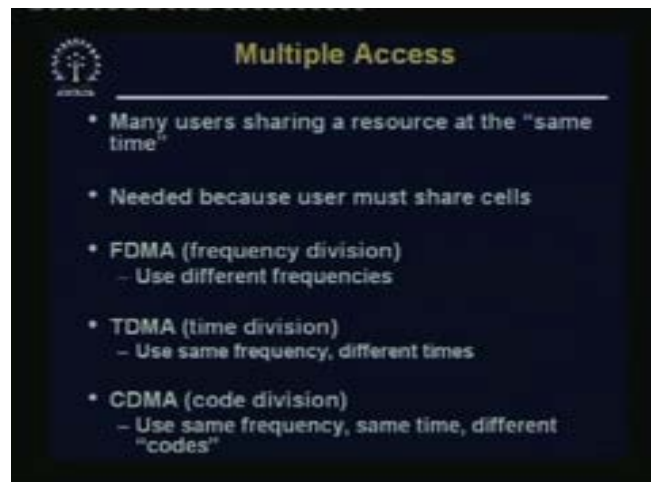 Multiple Access
• Many users sharing a resource at the "same
time"
• Needed because user must share cells
• FDMA (frequency division)
– Use different frequencies
• TDMA (time division)
– Use same frequency, different times
• CDMA (code division)
– Use same frequency, same time, different
"codes"